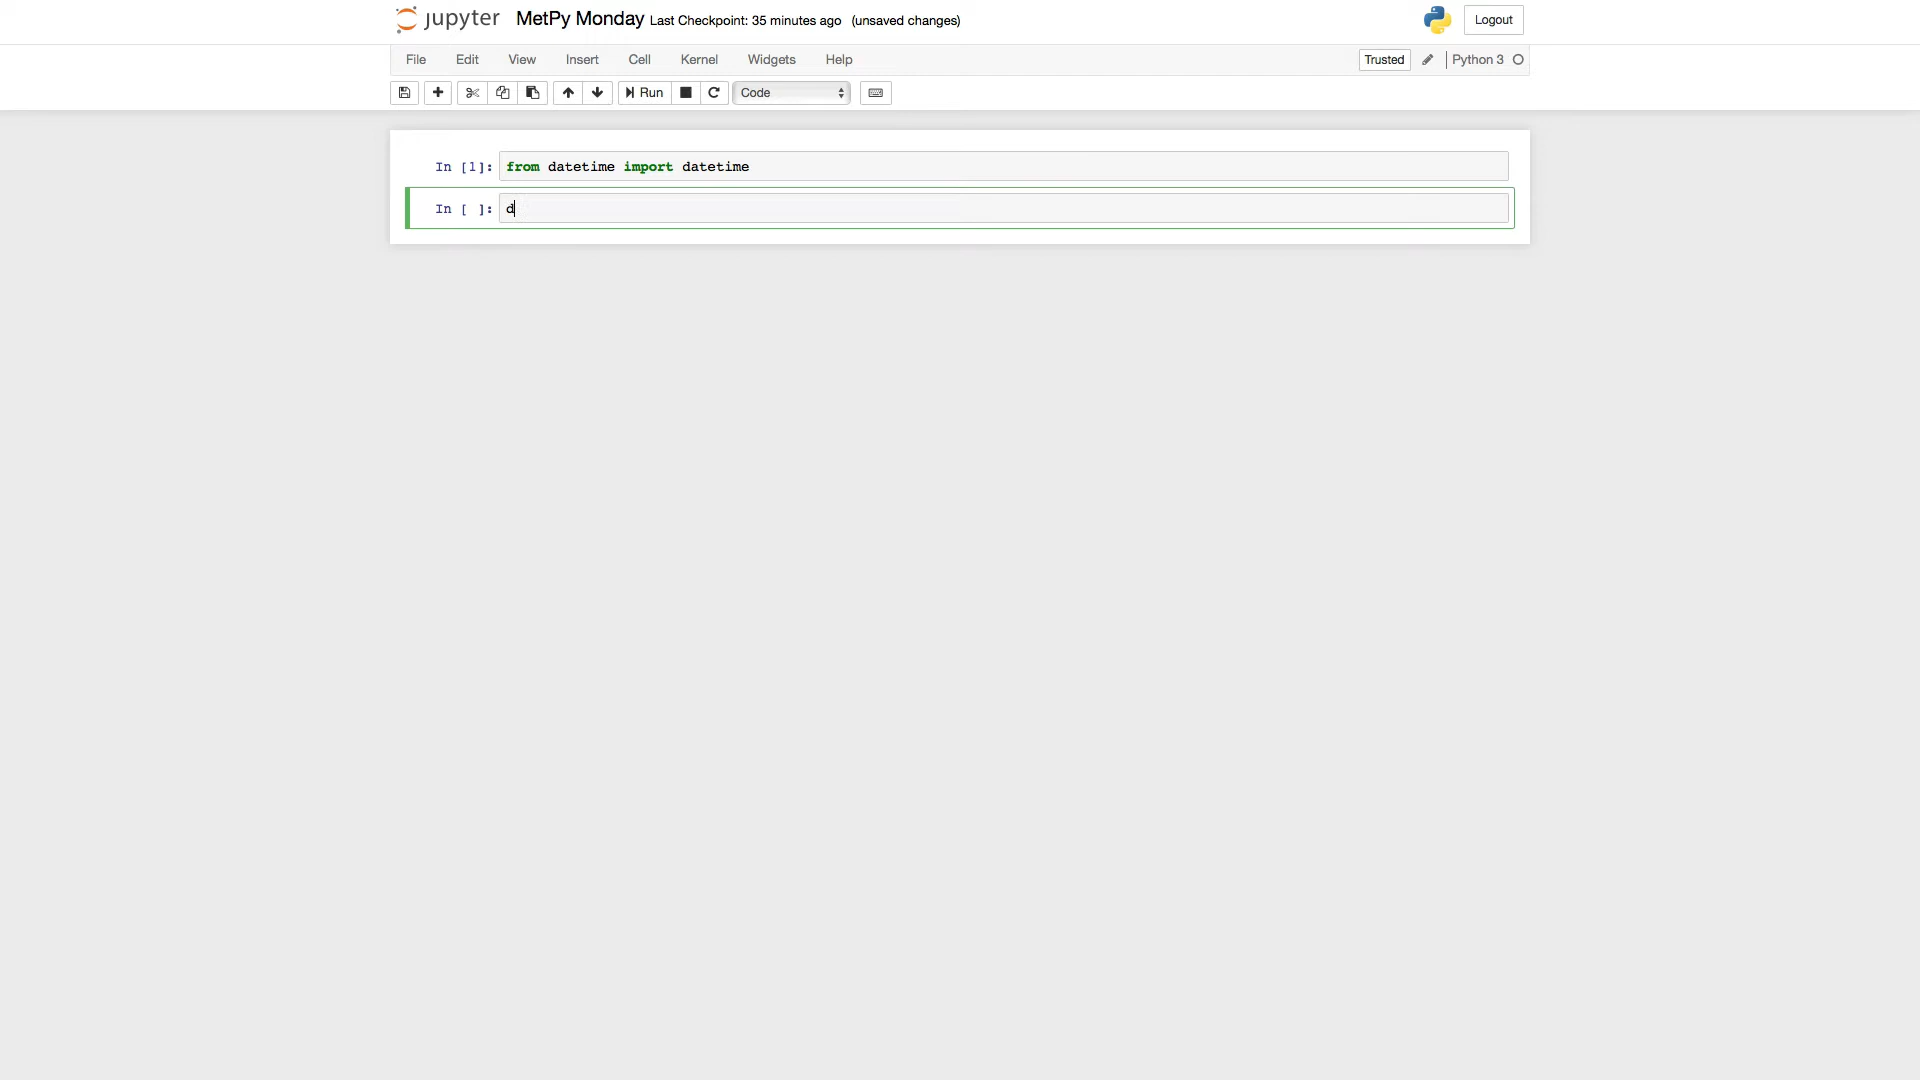 jupyter MetPy Monday Last Checkpoint: 35 minutes ago (unsaved changes) Logout
File Edit View Insert Cell Kernel Widgets Help Trusted Python 3
Run Code
In [1]: from datetime import datetime
In [ ]: d